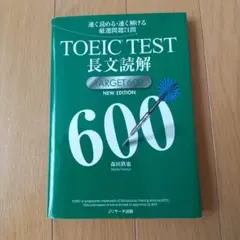 速く読める・速く解ける
厳選問題21問
TOEIC TEST
長文読解
TARGET 600
NEW EDITION
600
森田鉄也
Jリサーチ出版